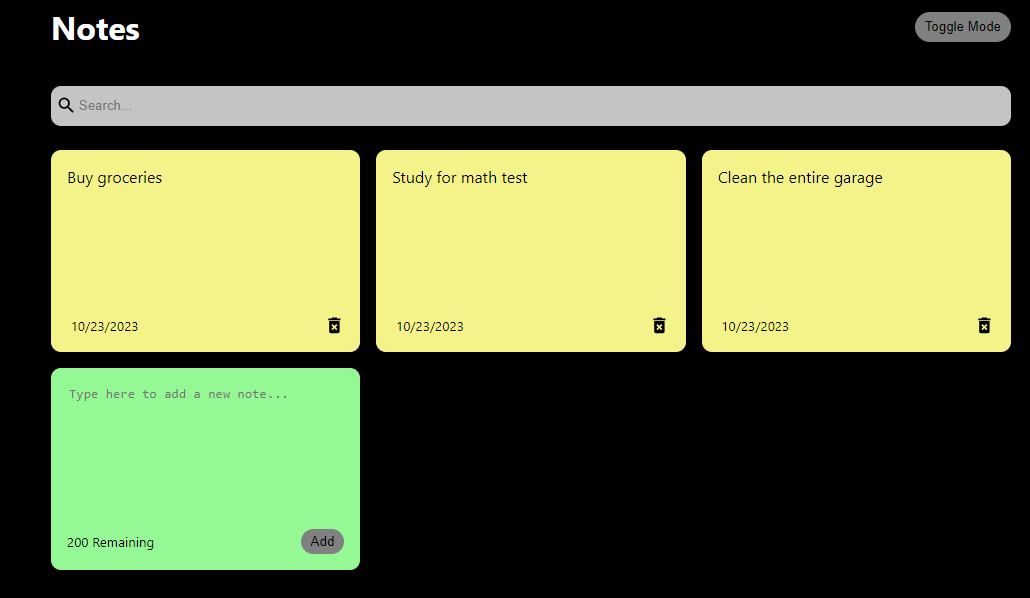 Notes
Toggle Mode
Search...
Buy groceries
Study for math test
Clean the entire garage
10/23/2023
10/23/2023
10/23/2023
Type here to add a new note...
200 Remaining
Add